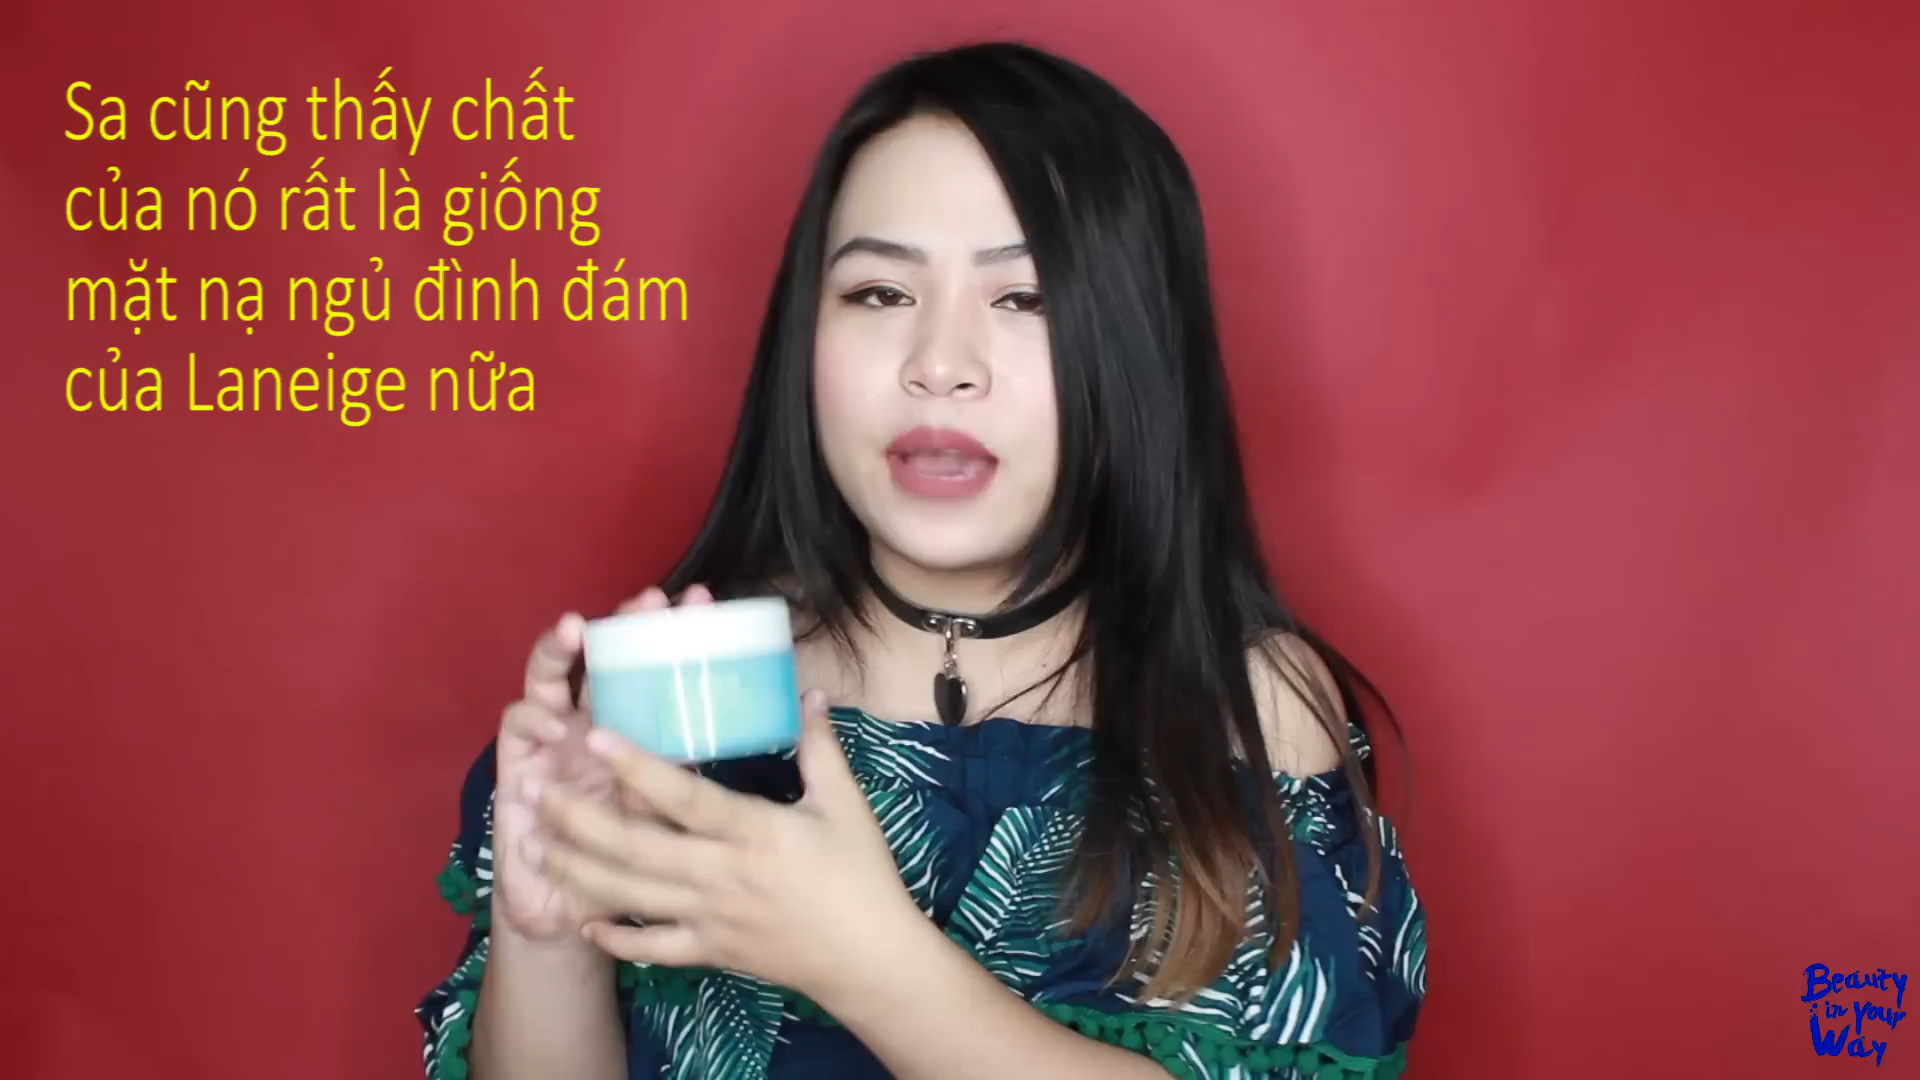 Sa cũng thấy chất
của nó rất là giống
mặt nạ ngủ đình đám
của Laneige nữa
Beauty
in your
Way